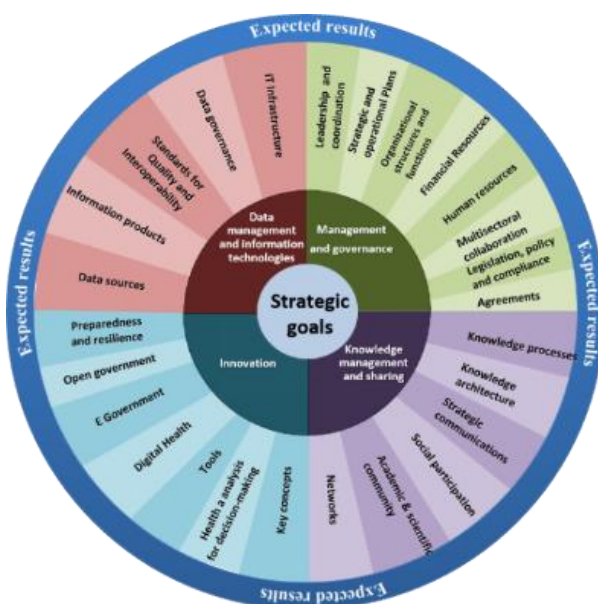 Expected results
Expected results
Expected results
Expected results
Strategic
goals
Data
management
and information
technologies
Management
and governance
Innovation
Knowledge
management
and sharing
IT Infrastructure
Data governance
Standards for
Quality and
Interoperability
Information products
Data sources
Leadership and
coordination
Strategic and
operational Plans
Organizational
structures and
functions
Financial Resources
Human resources
Multisectoral
collaboration
Legislation, policy
and compliance
Agreements
Knowledge processes
Knowledge
architecture
Strategic
communications
Social participation
Academic & scientific
community
Networks
Key concepts
Health a analysis
for decision-making
Tools
Digital Health
E Government
Open government
Preparedness
and resilience